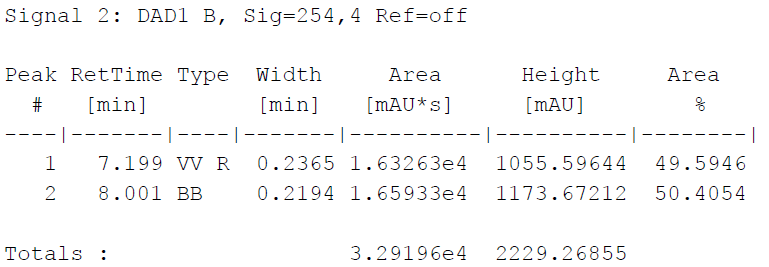 Signal 2: DAD1 B, Sig=254,4 Ref=off
Peak RetTime Type  Width     Area      Height     Area
  #   [min]        [min]   [mAU*s]     [mAU]        %
----|-------|----|-------|----------|----------|--------|
   1   7.199 VV R  0.2365 1.63263e4  1055.59644  49.5946
   2   8.001 BB    0.2194 1.65933e4  1173.67212  50.4054
Totals :                  3.29196e4  2229.26855